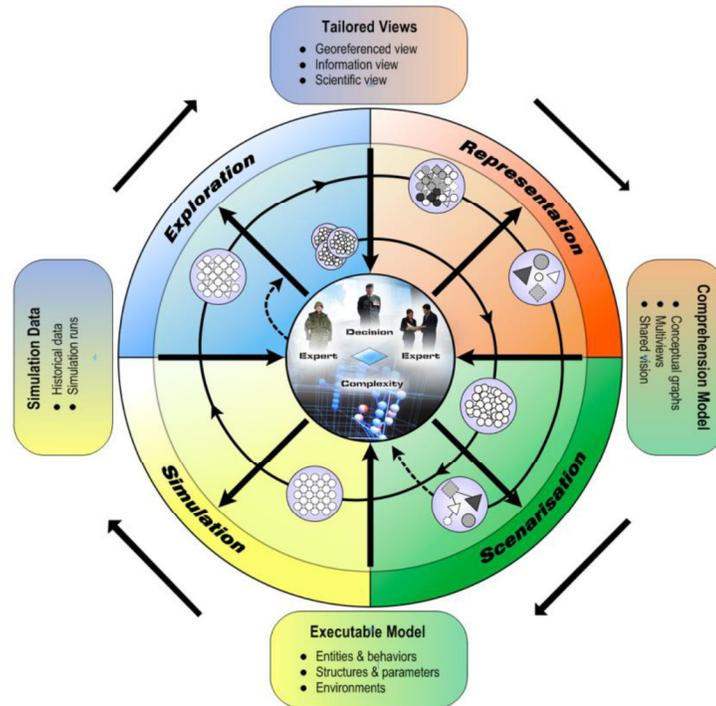 Tailored Views
● Georeferenced view
● Information view
● Scientific view
Exploration
Representation
Simulation Data
● Historical data
● Simulation runs
Decision
Expert
Expert
Complexity
Comprehension Model
● Conceptual graphs
● Multiviews
● Shared vision
Simulation
Scenarisation
Executable Model
● Entities & behaviors
● Structures & parameters
● Environments